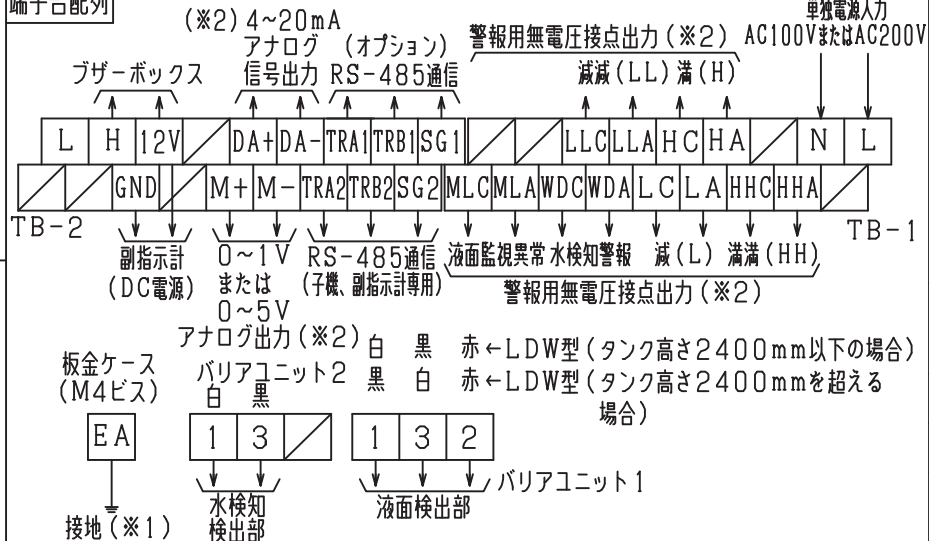 端子台配列
(※2) 4~20mA
アナログ
信号出力
(オプション)
RS-485通信
ブザーボックス
警報用無電圧接点出力(※2)
減減(LL) 満(H)
単独電源入力
AC100VまたはAC200V
L H 12V DA+ DA- TRA1 TRB1 SG1 LLC LLA HC HA N L
GND M+ M- TRA2 TRB2 SG2 MLC MLA WDC WDA LC LA HHC HHA
TB-2
TB-1
副指示計
(DC電源)
0~1V
または
0~5V
アナログ出力(※2)
RS-485通信
(子機、副指示計専用)
液面監視異常 水検知警報 減(L) 満満(HH)
警報用無電圧接点出力(※2)
白 黒 赤←LDW型(タンク高さ2400mm以下の場合)
黒 白 赤←LDW型(タンク高さ2400mmを超える
場合)
板金ケース
(M4ビス)
バリアユニット2
白 黒
EA
1 3
1 3 2
バリアユニット1
接地(※1)
水検知
検出部
液面検出部